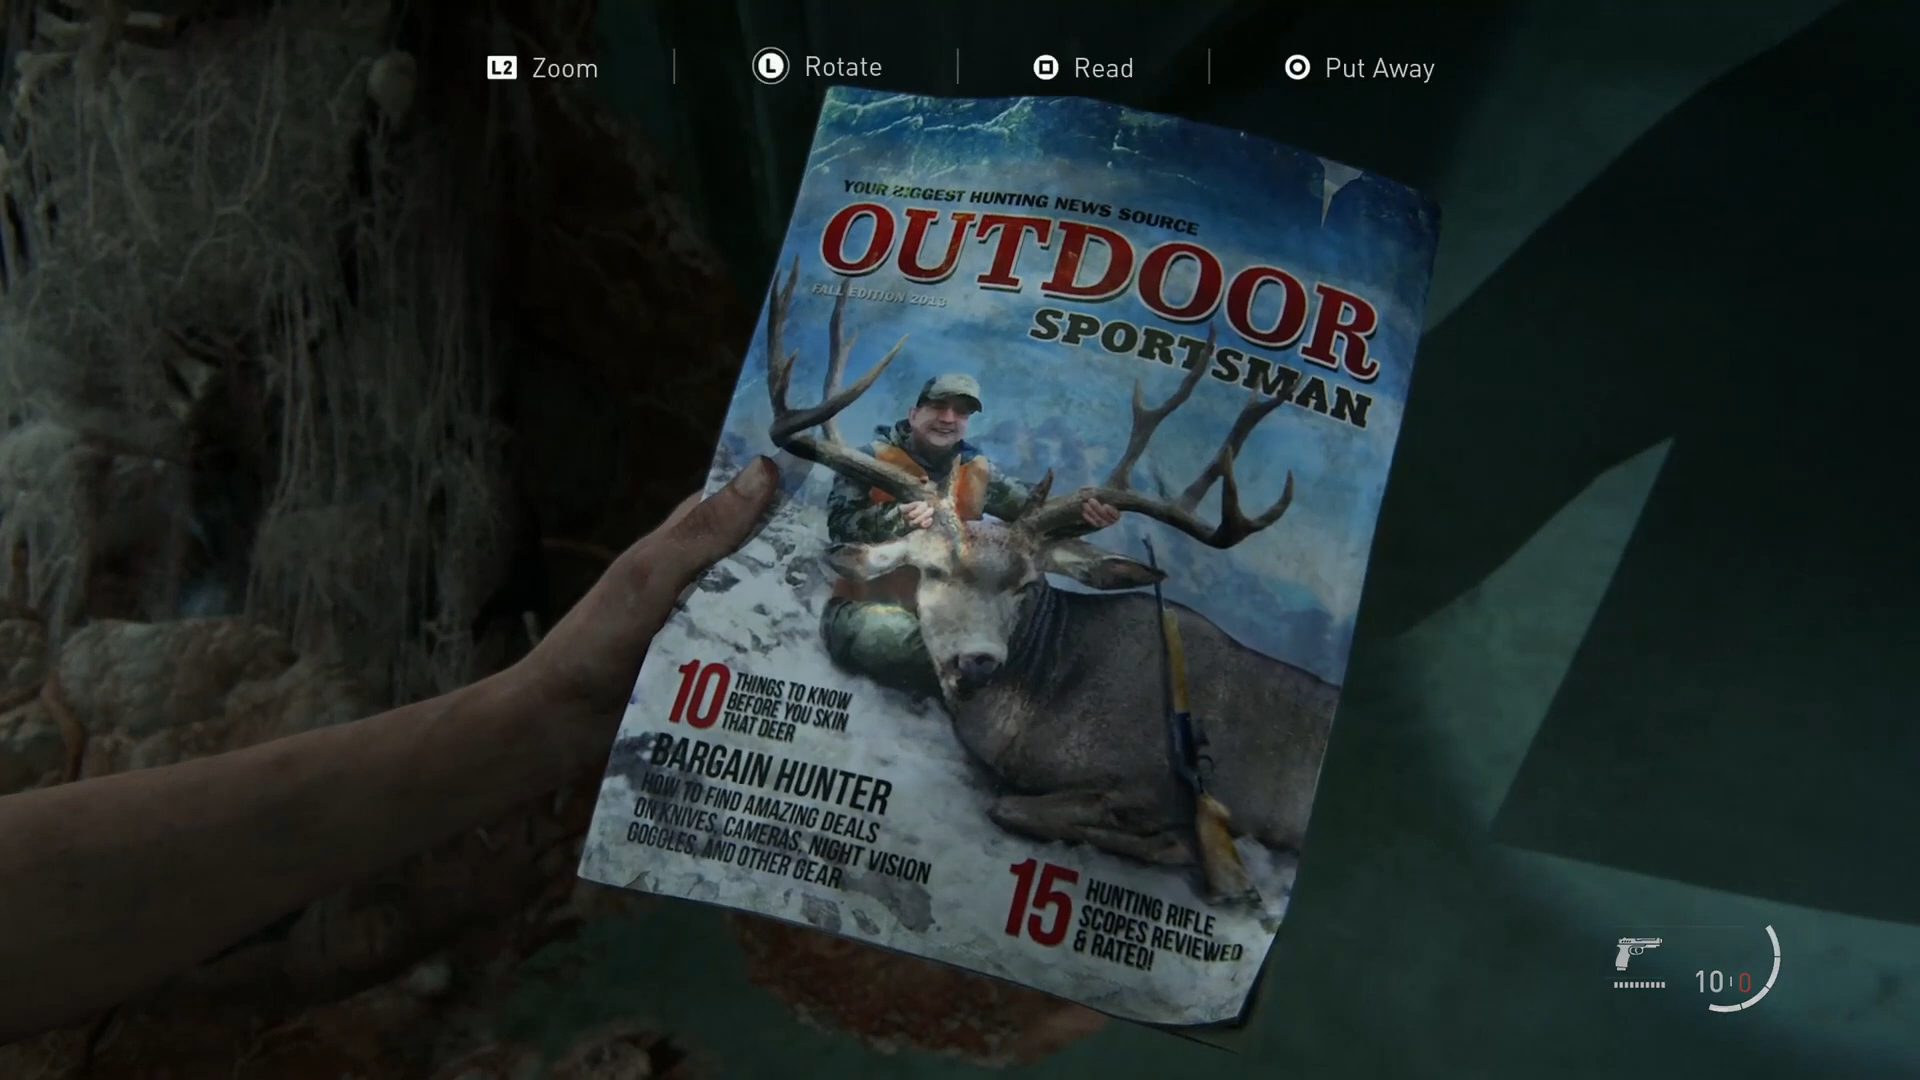 L2 Zoom
L Rotate
Read
Put Away
YOUR BIGGEST HUNTING NEWS SOURCE
OUTDOOR
SPORTSMAN
FALL EDITION 2013
10 THINGS TO KNOW
BEFORE YOU SKIN
THAT DEER
BARGAIN HUNTER
HOW TO FIND AMAZING DEALS
ON KNIVES, CAMERAS, NIGHT VISION
GOGGLES, AND OTHER GEAR
15 HUNTING RIFLE
SCOPES REVIEWED
& RATED!
10 0